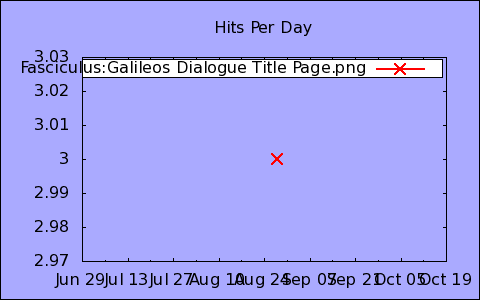 Hits Per Day
3.03
Fasciculus:Galileos Dialogue Title Page.png
3.02
3.01
3
2.99
2.98
2.97
Jun 29 Jul 13 Jul 27 Aug 10 Aug 24 Sep 07 Sep 21 Oct 05 Oct 19